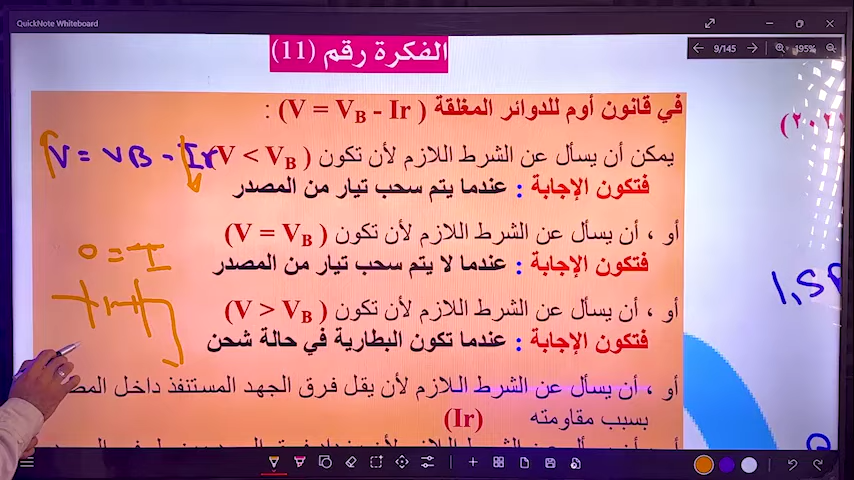 QuickNote Whiteboard
9/145
195%
الفكرة رقم (11)
في قانون أوم للدوائر المغلقة (V = VB - Ir) :
يمكن أن يسأل عن الشرط اللازم لأن تكون (V < VB)
فتكون الإجابة : عندما يتم سحب تيار من المصدر
أو ، أن يسأل عن الشرط اللازم لأن تكون (V = VB)
فتكون الإجابة : عندما لا يتم سحب تيار من المصدر
أو ، أن يسأل عن الشرط اللازم لأن تكون (V > VB)
فتكون الإجابة : عندما تكون البطارية في حالة شحن
أو ، أن يسأل عن الشرط اللازم لأن يقل فرق الجهد المستنفذ داخل
بسبب مقاومته (Ir)
V = VB - Ir
0 = I